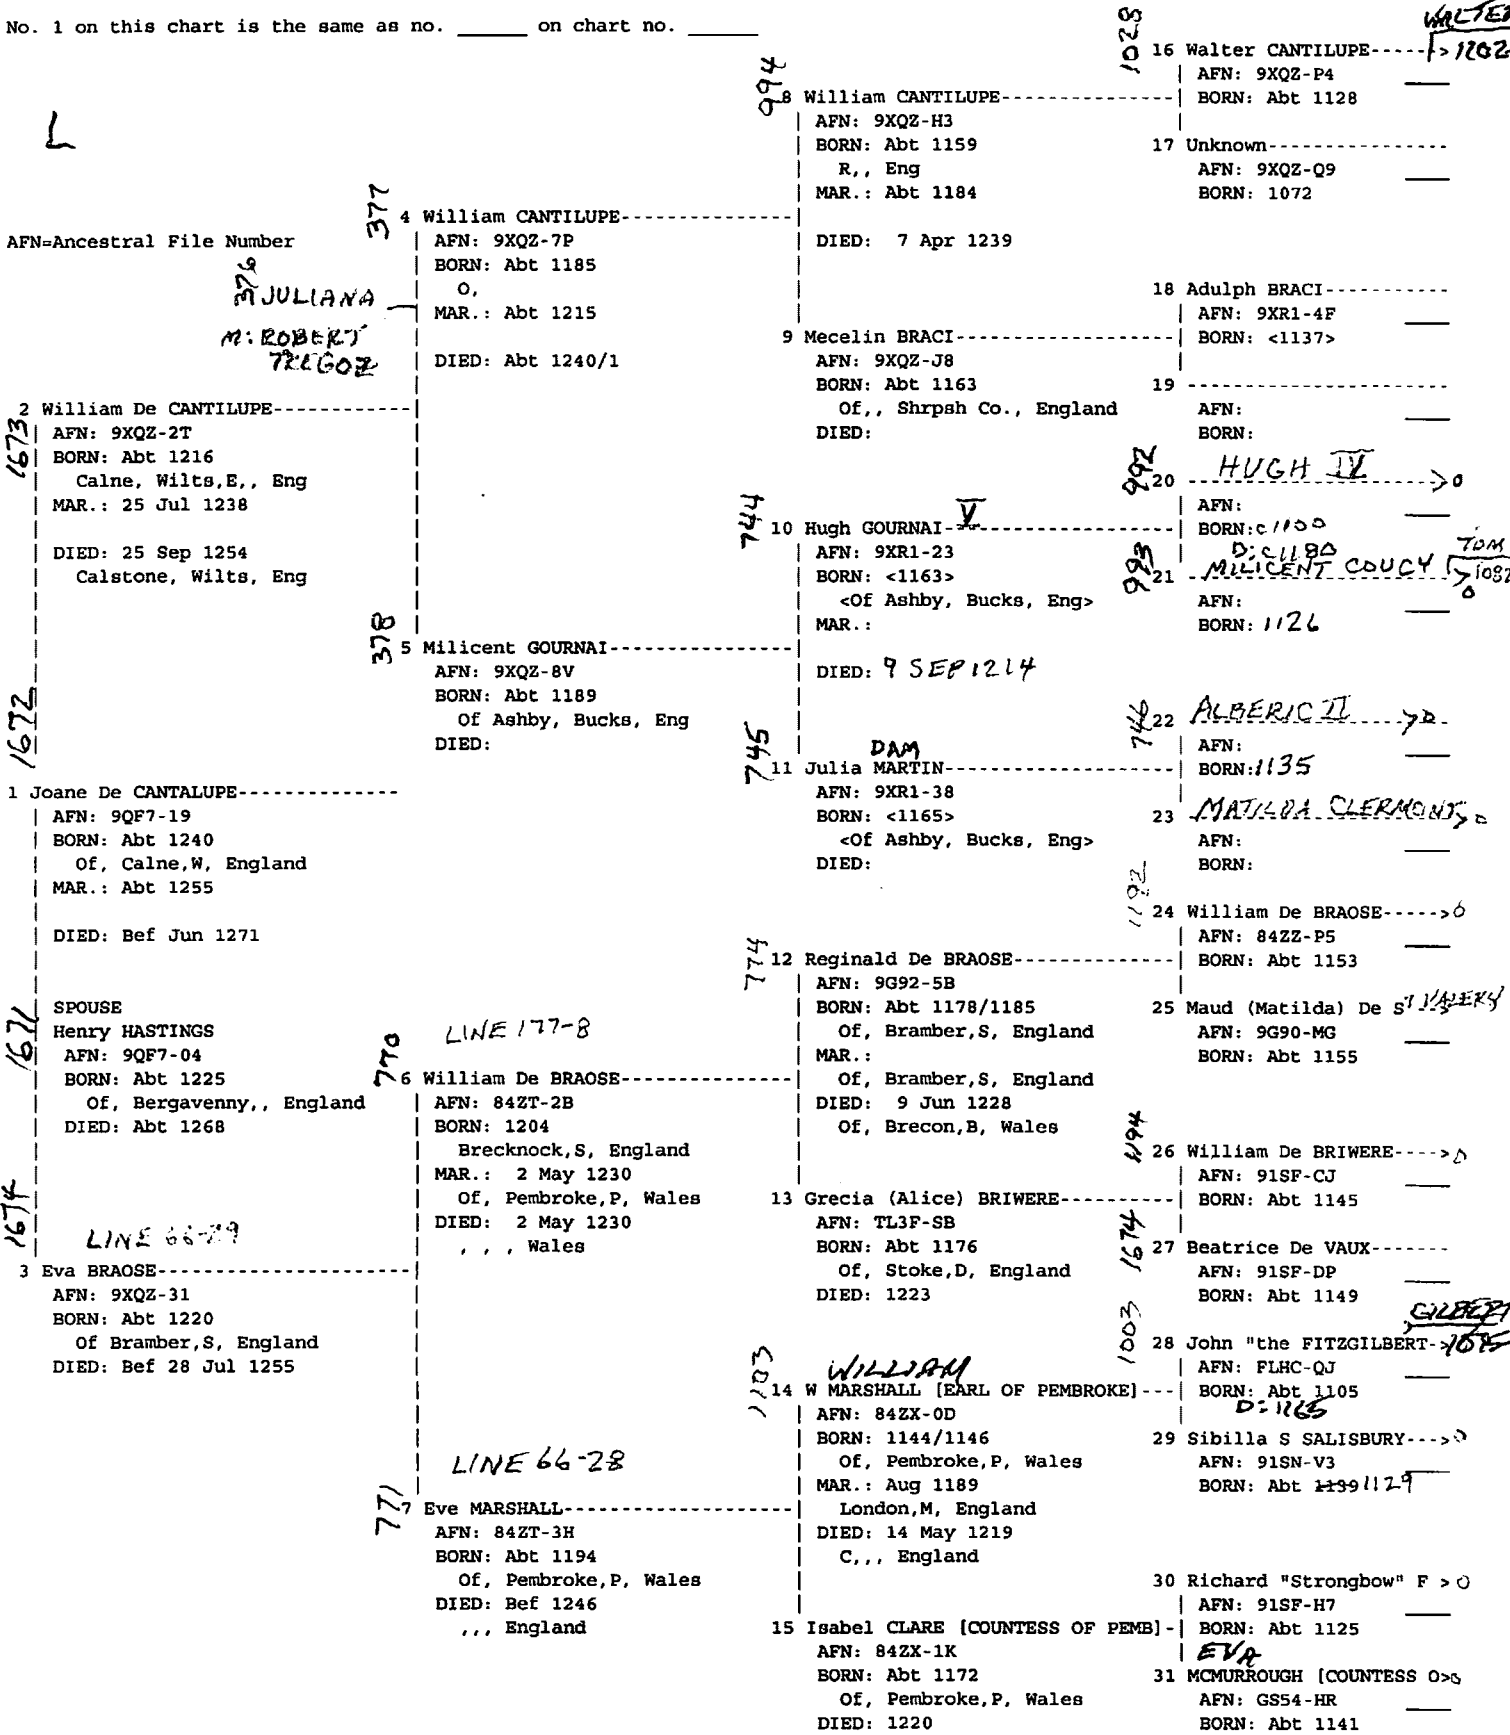 No. 1 on this chart is the same as no. ______ on chart no. ______
L
AFN=Ancestral File Number
1673
2 William De CANTILUPE------------
AFN: 9XQZ-2T
BORN: Abt 1216
Calne, Wilts,E,, Eng
MAR.: 25 Jul 1238
DIED: 25 Sep 1254
Calstone, Wilts, Eng
1672
1 Joane De CANTALUPE--------------
AFN: 9QF7-19
BORN: Abt 1240
Of, Calne,W, England
MAR.: Abt 1255
DIED: Bef Jun 1271
1671
SPOUSE
Henry HASTINGS
AFN: 9QF7-04
BORN: Abt 1225
Of, Bergavenny,, England
DIED: Abt 1268
1674
LINE 66-29
3 Eva BRAOSE----------------------
AFN: 9XQZ-31
BORN: Abt 1220
Of Bramber,S, England
DIED: Bef 28 Jul 1255
377
4 William CANTILUPE---------------
AFN: 9XQZ-7P
BORN: Abt 1185
O,
MAR.: Abt 1215
DIED: Abt 1240/1
376
JULIANA
M: ROBERT
TREGOZ
378
5 Milicent GOURNAI----------------
AFN: 9XQZ-8V
BORN: Abt 1189
Of Ashby, Bucks, Eng
DIED:
LINE 177-8
770
6 William De BRAOSE---------------
AFN: 84ZT-2B
BORN: 1204
Brecknock,S, England
MAR.: 2 May 1230
Of, Pembroke,P, Wales
DIED: 2 May 1230
, , , Wales
LINE 66-28
771
7 Eve MARSHALL--------------------
AFN: 84ZT-3H
BORN: Abt 1194
Of, Pembroke,P, Wales
DIED: Bef 1246
,,, England
994
8 William CANTILUPE---------------
AFN: 9XQZ-H3
BORN: Abt 1159
R,, Eng
MAR.: Abt 1184
DIED: 7 Apr 1239
9 Mecelin BRACI-------------------
AFN: 9XQZ-J8
BORN: Abt 1163
Of,, Shrpsh Co., England
DIED:
744
10 Hugh GOURNAI-V-----------------
AFN: 9XR1-23
BORN: <1163>
<Of Ashby, Bucks, Eng>
MAR.:
DIED: 9 SEP 1214
745
DAM
11 Julia MARTIN-------------------
AFN: 9XR1-38
BORN: <1165>
<Of Ashby, Bucks, Eng>
DIED:
774
12 Reginald De BRAOSE-------------
AFN: 9G92-5B
BORN: Abt 1178/1185
Of, Bramber,S, England
MAR.:
Of, Bramber,S, England
DIED: 9 Jun 1228
Of, Brecon,B, Wales
13 Grecia (Alice) BRIWERE---------
AFN: TL3F-SB
BORN: Abt 1176
Of, Stoke,D, England
DIED: 1223
1103
WILLIAM
14 W MARSHALL [EARL OF PEMBROKE]---
AFN: 84ZX-0D
BORN: 1144/1146
Of, Pembroke,P, Wales
MAR.: Aug 1189
London,M, England
DIED: 14 May 1219
C,,, England
15 Isabel CLARE [COUNTESS OF PEMB]-
AFN: 84ZX-1K
BORN: Abt 1172
Of, Pembroke,P, Wales
DIED: 1220
1028
WALTER
16 Walter CANTILUPE-----> 1202
AFN: 9XQZ-P4
BORN: Abt 1128
17 Unknown----------------
AFN: 9XQZ-Q9
BORN: 1072
18 Adulph BRACI-----------
AFN: 9XR1-4F
BORN: <1137>
19 -----------------------
AFN:
BORN:
992
HUGH IV
20 ----------------------> 0
AFN:
BORN: c1100
D: c1180
993
21 MILICENT COUCY > 0
TOM
AFN:
BORN: 1126
746
22 ALBERIC II > 0
AFN:
BORN: 1135
23 MATILDA CLERMONT > 0
AFN:
BORN:
1192
24 William De BRAOSE-----> 0
AFN: 84ZZ-P5
BORN: Abt 1153
25 Maud (Matilda) De ST VALERY
AFN: 9G90-MG
BORN: Abt 1155
1194
26 William De BRIWERE----> 0
AFN: 91SF-CJ
BORN: Abt 1145
1674
27 Beatrice De VAUX-------
AFN: 91SF-DP
BORN: Abt 1149
1003
GILBERT
28 John "the FITZGILBERT->
AFN: FLHC-QJ
BORN: Abt 1105
D: 1165
29 Sibilla S SALISBURY---> 0
AFN: 91SN-V3
BORN: Abt 1139 1129
30 Richard "Strongbow" F > 0
AFN: 91SF-H7
BORN: Abt 1125
EVA
31 MCMURROUGH [COUNTESS O> 0
AFN: GS54-HR
BORN: Abt 1141